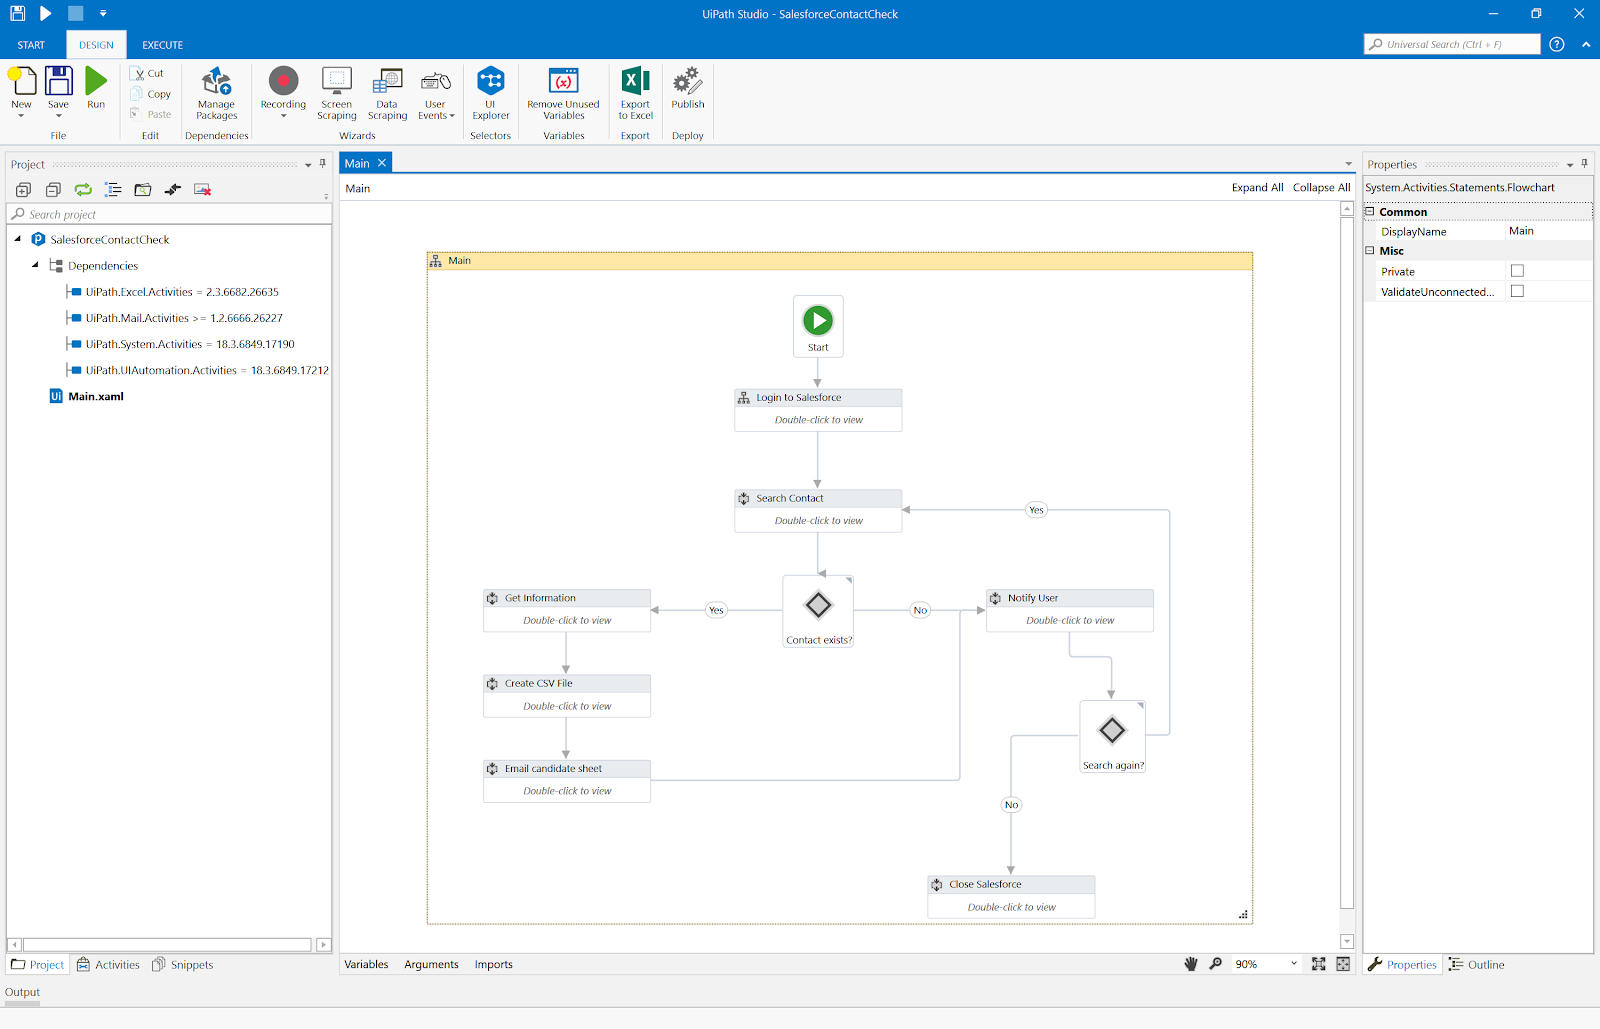 UiPath Studio - SalesforceContactCheck
START DESIGN EXECUTE
Universal Search (Ctrl + F)
New Save Run
Cut
Copy
Paste
Manage Packages
Recording
Screen Scraping
Data Scraping
User Events
UI Explorer
Remove Unused Variables
Export to Excel
Publish
File Edit Dependencies Wizards Selectors Variables Export Deploy
Project
Search project
SalesforceContactCheck
Dependencies
UiPath.Excel.Activities = 2.3.6682.26635
UiPath.Mail.Activities >= 1.2.6666.26227
UiPath.System.Activities = 18.3.6849.17190
UiPath.UIAutomation.Activities = 18.3.6849.17212
Ui Main.xaml
Project Activities Snippets
Output
Main
Main
Expand All Collapse All
Main
Start
Login to Salesforce
Double-click to view
Search Contact
Double-click to view
Yes
Get Information
Double-click to view
Yes
Contact exists?
No
Notify User
Double-click to view
Create CSV File
Double-click to view
Search again?
Email candidate sheet
Double-click to view
No
Close Salesforce
Double-click to view
Variables Arguments Imports
90%
Properties
System.Activities.Statements.Flowchart
Common
DisplayName Main
Misc
Private
ValidateUnconnected...
Properties Outline